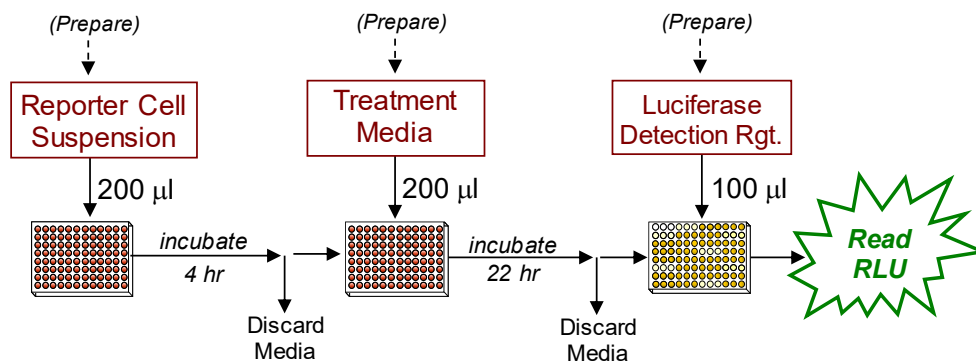 (Prepare)
(Prepare)
(Prepare)
Reporter Cell
Suspension
Treatment
Media
Luciferase
Detection Rgt.
200 µl
200 µl
100 µl
incubate
4 hr
incubate
22 hr
Read
RLU
Discard
Media
Discard
Media